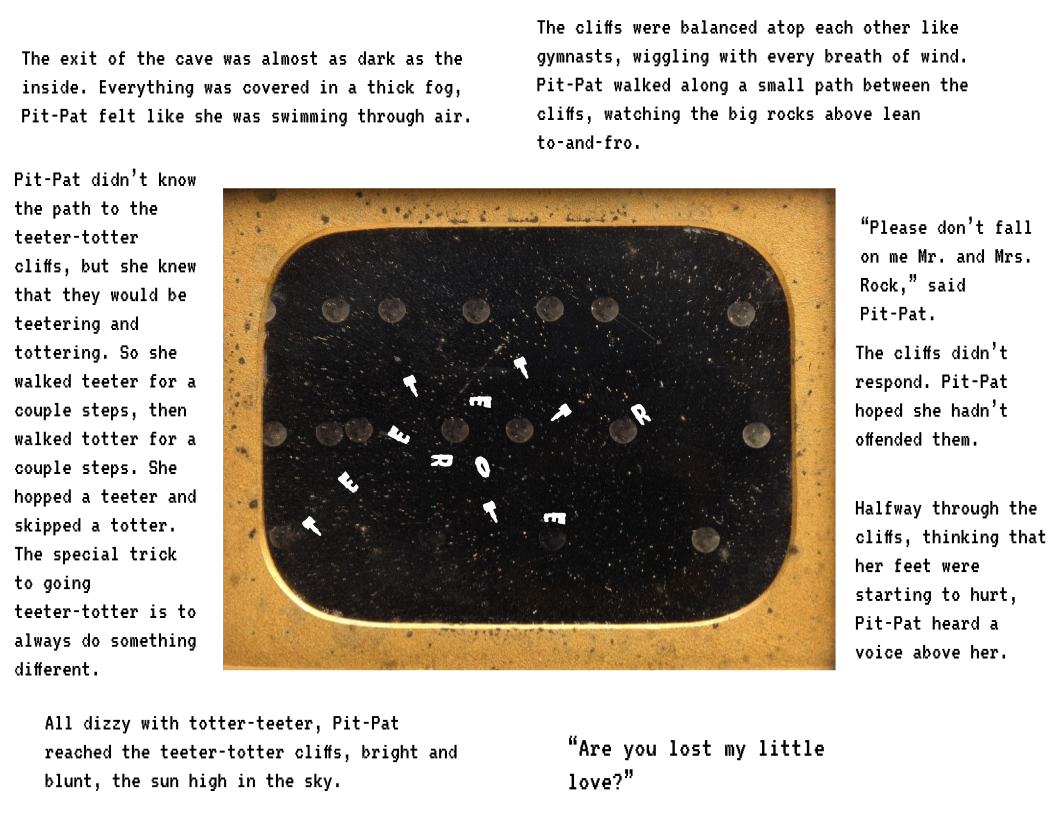 The exit of the cave was almost as dark as the
inside. Everything was covered in a thick fog,
Pit-Pat felt like she was swimming through air.
Pit-Pat didn't know
the path to the
teeter-totter
cliffs, but she knew
that they would be
teetering and
tottering. So she
walked teeter for a
couple steps, then
walked totter for a
couple steps. She
hopped a teeter and
skipped a totter.
The special trick
to going
teeter-totter is to
always do something
different.
All dizzy with totter-teeter, Pit-Pat
reached the teeter-totter cliffs, bright and
blunt, the sun high in the sky.
T E E T E R
T O T T E R
The cliffs were balanced atop each other like
gymnasts, wiggling with every breath of wind.
Pit-Pat walked along a small path between the
cliffs, watching the big rocks above lean
to-and-fro.
“Please don't fall
on me Mr. and Mrs.
Rock,” said
Pit-Pat.
The cliffs didn't
respond. Pit-Pat
hoped she hadn't
offended them.
Halfway through the
cliffs, thinking that
her feet were
starting to hurt,
Pit-Pat heard a
voice above her.
“Are you lost my little
love?”